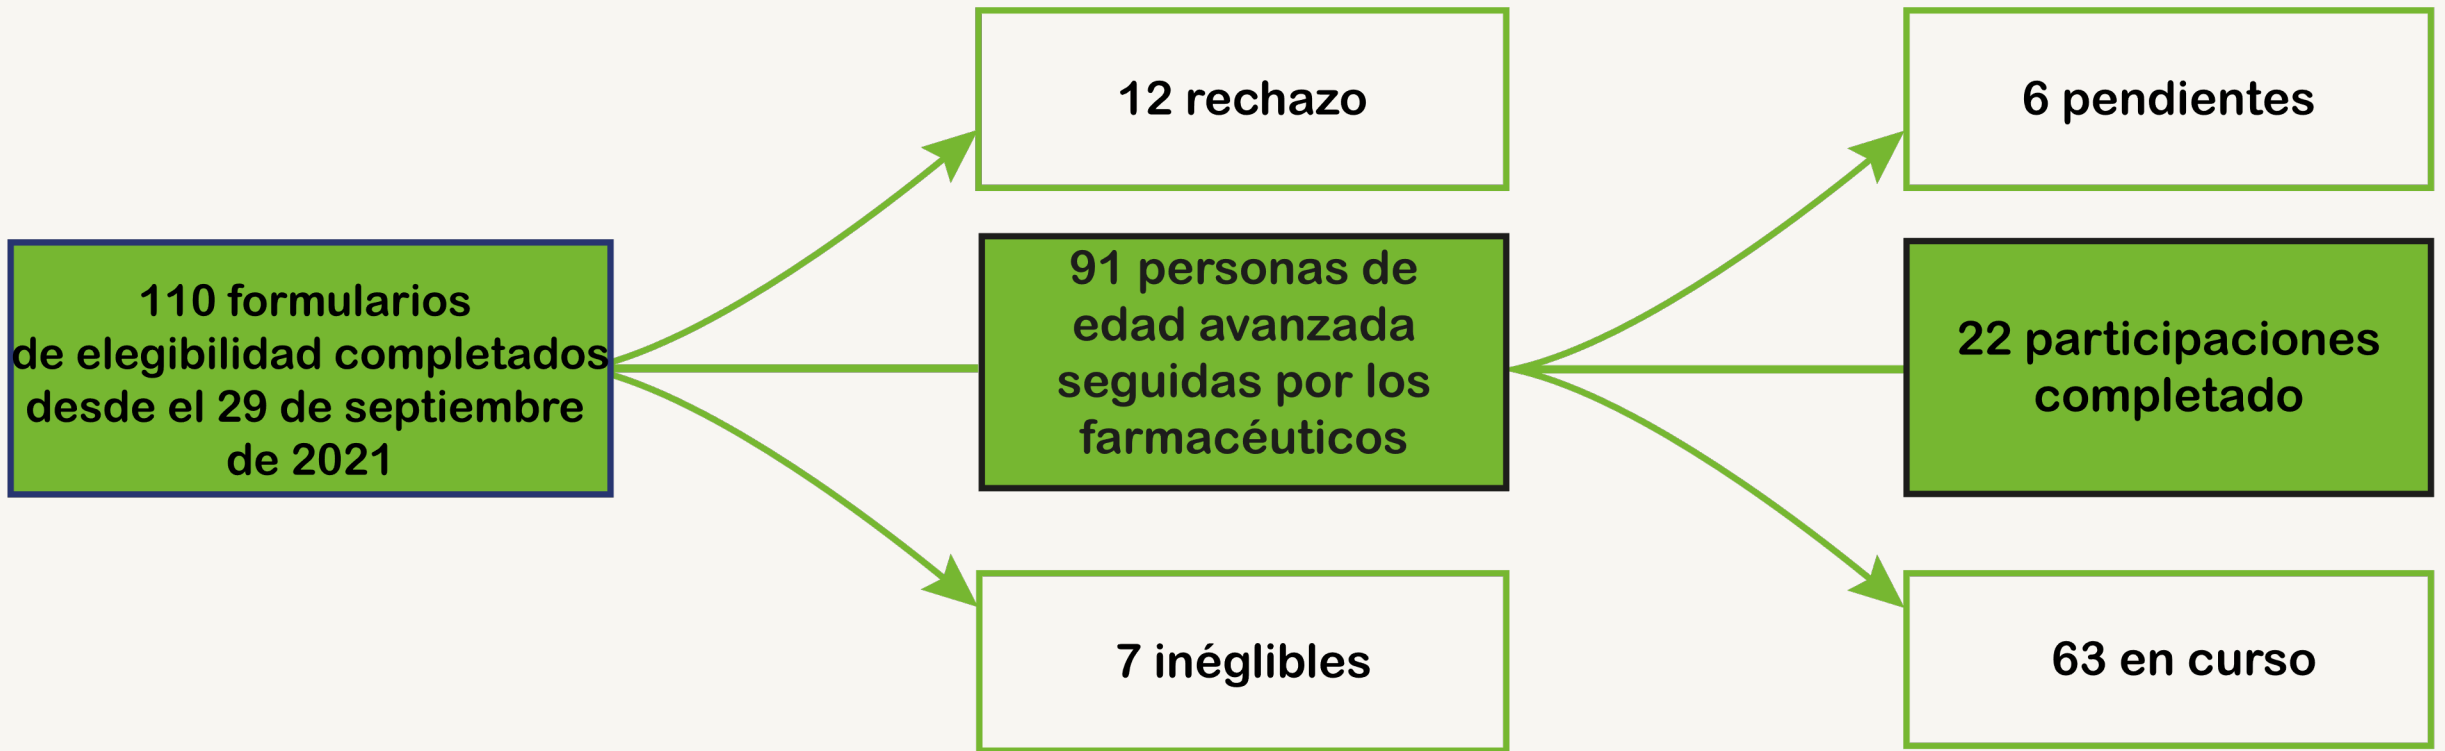 110 formularios
de elegibilidad completados
desde el 29 de septiembre
de 2021
12 rechazo
91 personas de
edad avanzada
seguidas por los
farmacéuticos
7 inéglibles
6 pendientes
22 participaciones
completado
63 en curso